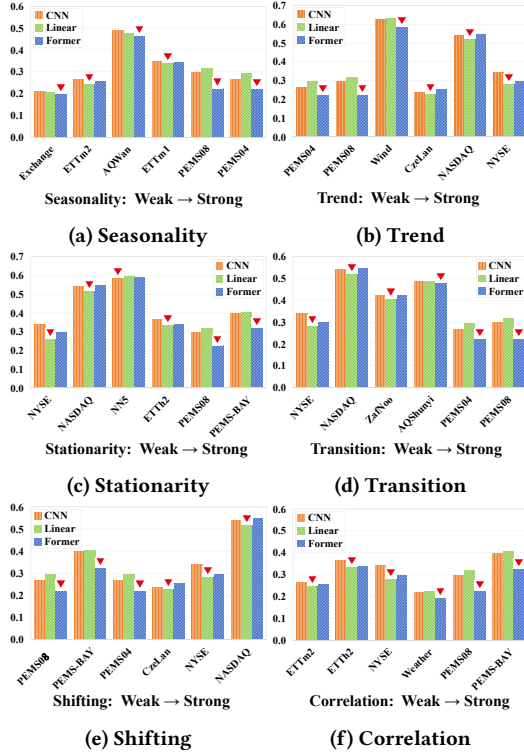 0.5
0.4
0.3
0.2
0.1
0.0
CNN
Linear
Former
Exchange
ETTm2
AQWan
ETTm1
PEMS08
PEMS04
Seasonality: Weak → Strong
(a) Seasonality
0.7
0.6
0.5
0.4
0.3
0.2
0.1
0.0
CNN
Linear
Former
PEMS04
PEMS08
Wind
CzeLan
NASDAQ
NYSE
Trend: Weak → Strong
(b) Trend
0.7
0.6
0.5
0.4
0.3
0.2
0.1
0.0
CNN
Linear
Former
NYSE
NASDAQ
NN5
ETTh2
PEMS08
PEMS-BAY
Stationarity: Weak → Strong
(c) Stationarity
0.6
0.5
0.4
0.3
0.2
0.1
0.0
CNN
Linear
Former
NYSE
NASDAQ
ZafNoo
AQShunyi
PEMS04
PEMS08
Transition: Weak → Strong
(d) Transition
0.6
0.5
0.4
0.3
0.2
0.1
0.0
CNN
Linear
Former
PEMS08
PEMS-BAY
PEMS04
CzeLan
NYSE
NASDAQ
Shifting: Weak → Strong
(e) Shifting
0.6
0.5
0.4
0.3
0.2
0.1
0.0
CNN
Linear
Former
ETTm2
ETTh2
NYSE
Weather
PEMS08
PEMS-BAY
Correlation: Weak → Strong
(f) Correlation